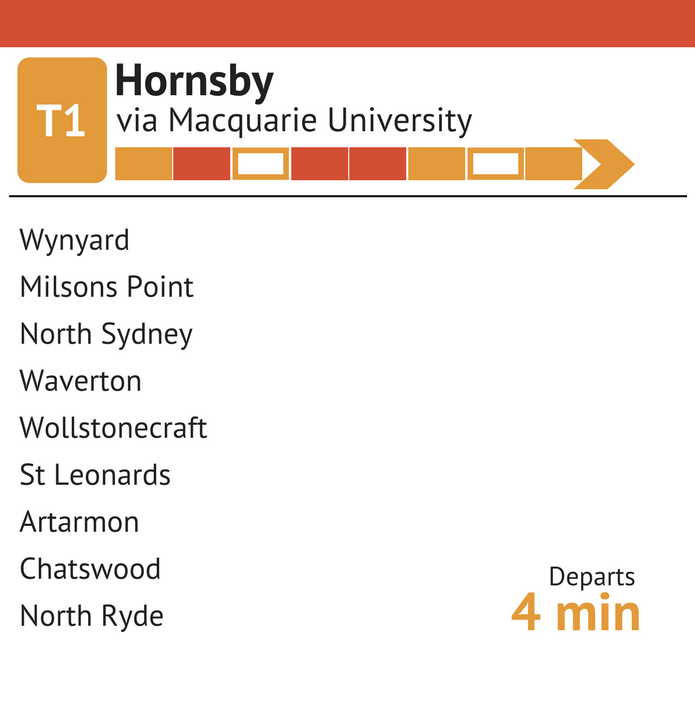 T1
Hornsby
via Macquarie University
Wynyard
Milsons Point
North Sydney
Waverton
Wollstonecraft
St Leonards
Artarmon
Chatswood
North Ryde
Departs
4 min